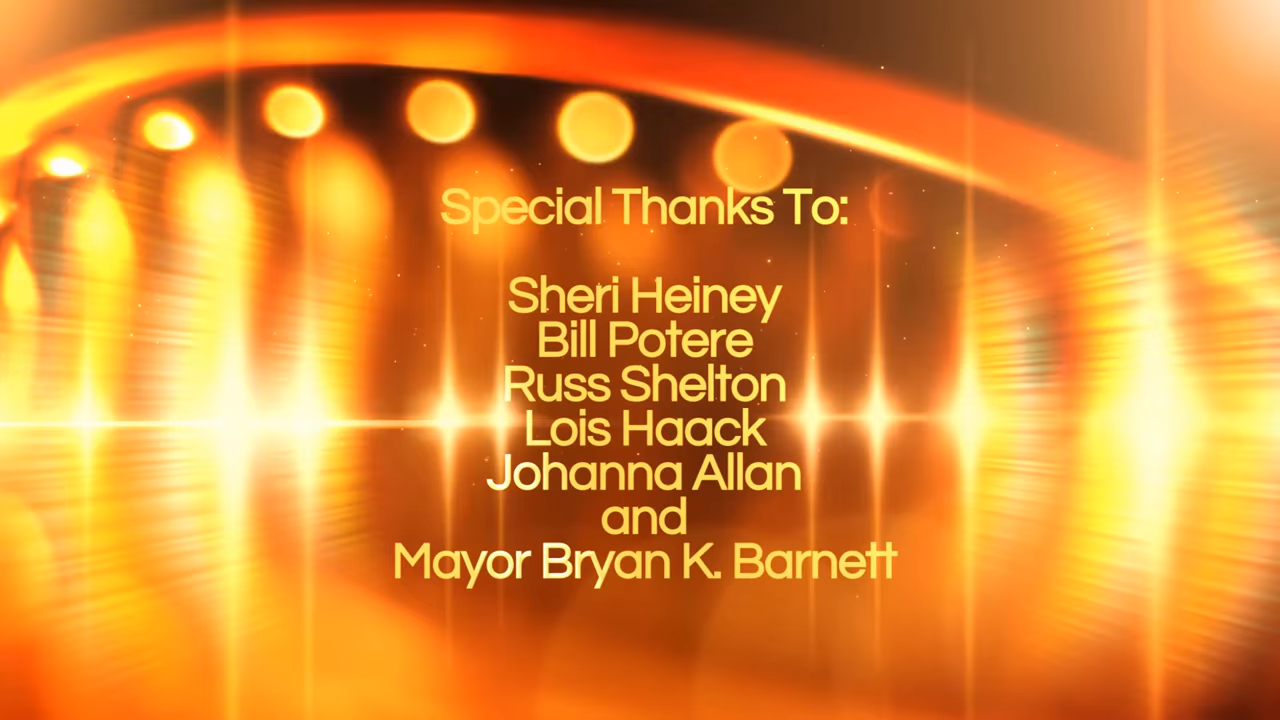 Special Thanks To:
Sheri Heiney
Bill Potere
Russ Shelton
Lois Haack
Johanna Allan
and
Mayor Bryan K. Barnett